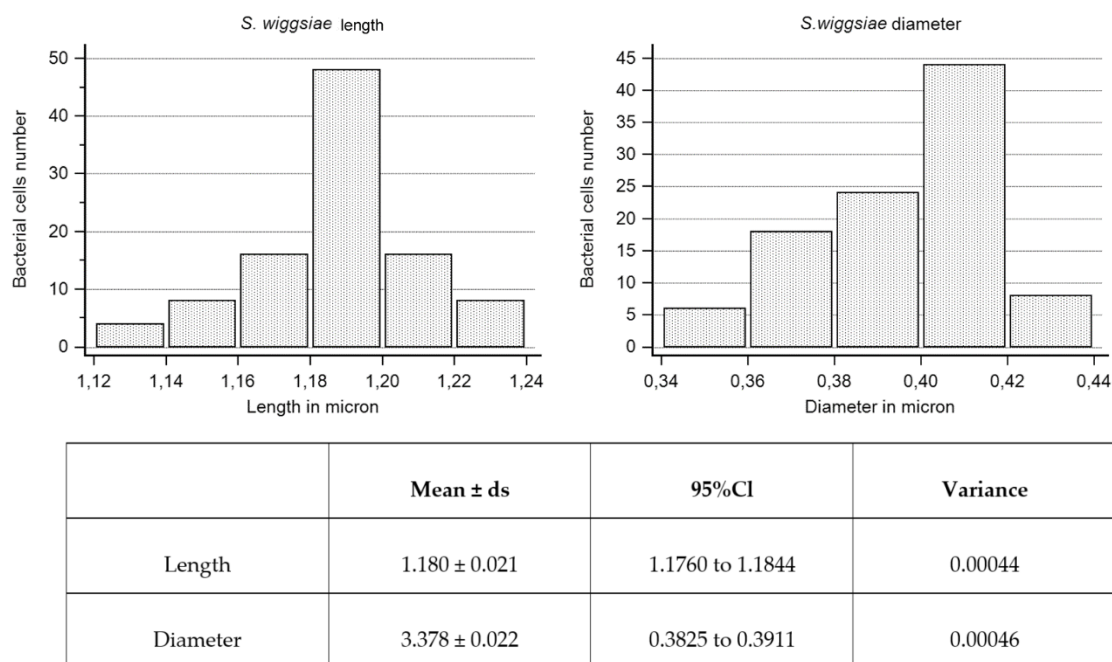 S. wiggsiae length
50
40
30
20
10
0
Bacterial cells number
1,12 1,14 1,16 1,18 1,20 1,22 1,24
Length in micron
S.wiggsiae diameter
45
40
35
30
25
20
15
10
5
0
Bacterial cells number
0,34 0,36 0,38 0,40 0,42 0,44
Diameter in micron
Mean ± ds 95%Cl Variance
Length 1.180 ± 0.021 1.1760 to 1.1844 0.00044
Diameter 3.378 ± 0.022 0.3825 to 0.3911 0.00046